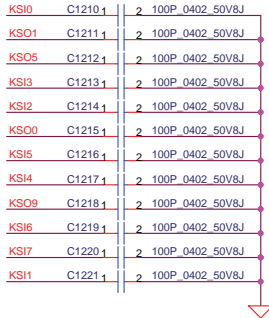 KSI0 C1210 1 2 100P_0402_50V8J
KSO1 C1211 1 2 100P_0402_50V8J
KSO5 C1212 1 2 100P_0402_50V8J
KSI3 C1213 1 2 100P_0402_50V8J
KSI2 C1214 1 2 100P_0402_50V8J
KSO0 C1215 1 2 100P_0402_50V8J
KSI5 C1216 1 2 100P_0402_50V8J
KSI4 C1217 1 2 100P_0402_50V8J
KSO9 C1218 1 2 100P_0402_50V8J
KSI6 C1219 1 2 100P_0402_50V8J
KSI7 C1220 1 2 100P_0402_50V8J
KSI1 C1221 1 2 100P_0402_50V8J